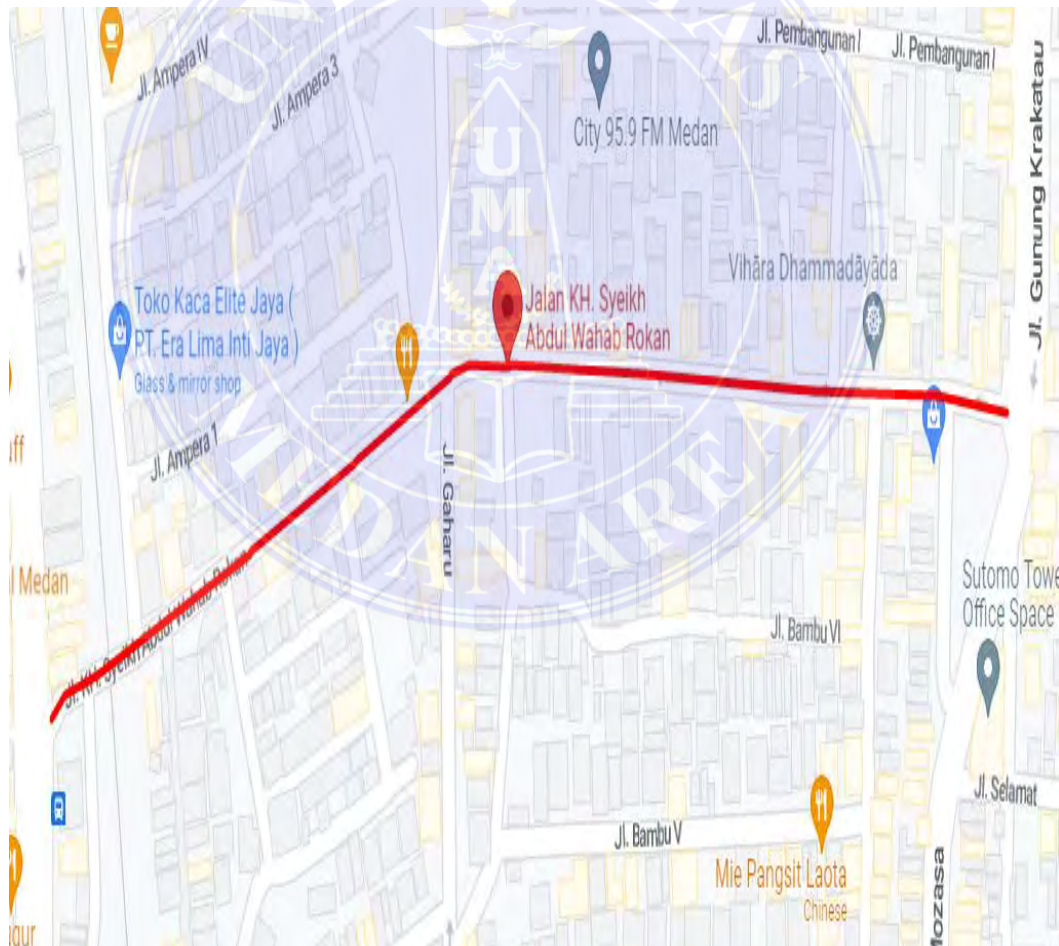 Jl. Pembangunan I
Jl. Pembangunan I
Jl. Ampera IV
Jl. Ampera 3
City 95.9 FM Medan
Jl. Gunung Krakatau
UMA
Vihāra Dhammadāyāda
Toko Kaca Elite Jaya (
PT. Era Lima Inti Jaya )
Glass & mirror shop
Jalan KH. Syeikh
Abdul Wahab Rokan
Jl. Ampera 1
Jl. Gaharu
MEDAN AREA
Medan
Jl. KH. Syeikh Abdul Wahab Rokan
Sutomo Towe
Office Space
Jl. Bambu VI
Jl. Selamat
Jl. Bambu V
Mie Pangsit Laota
Chinese
Mozasa